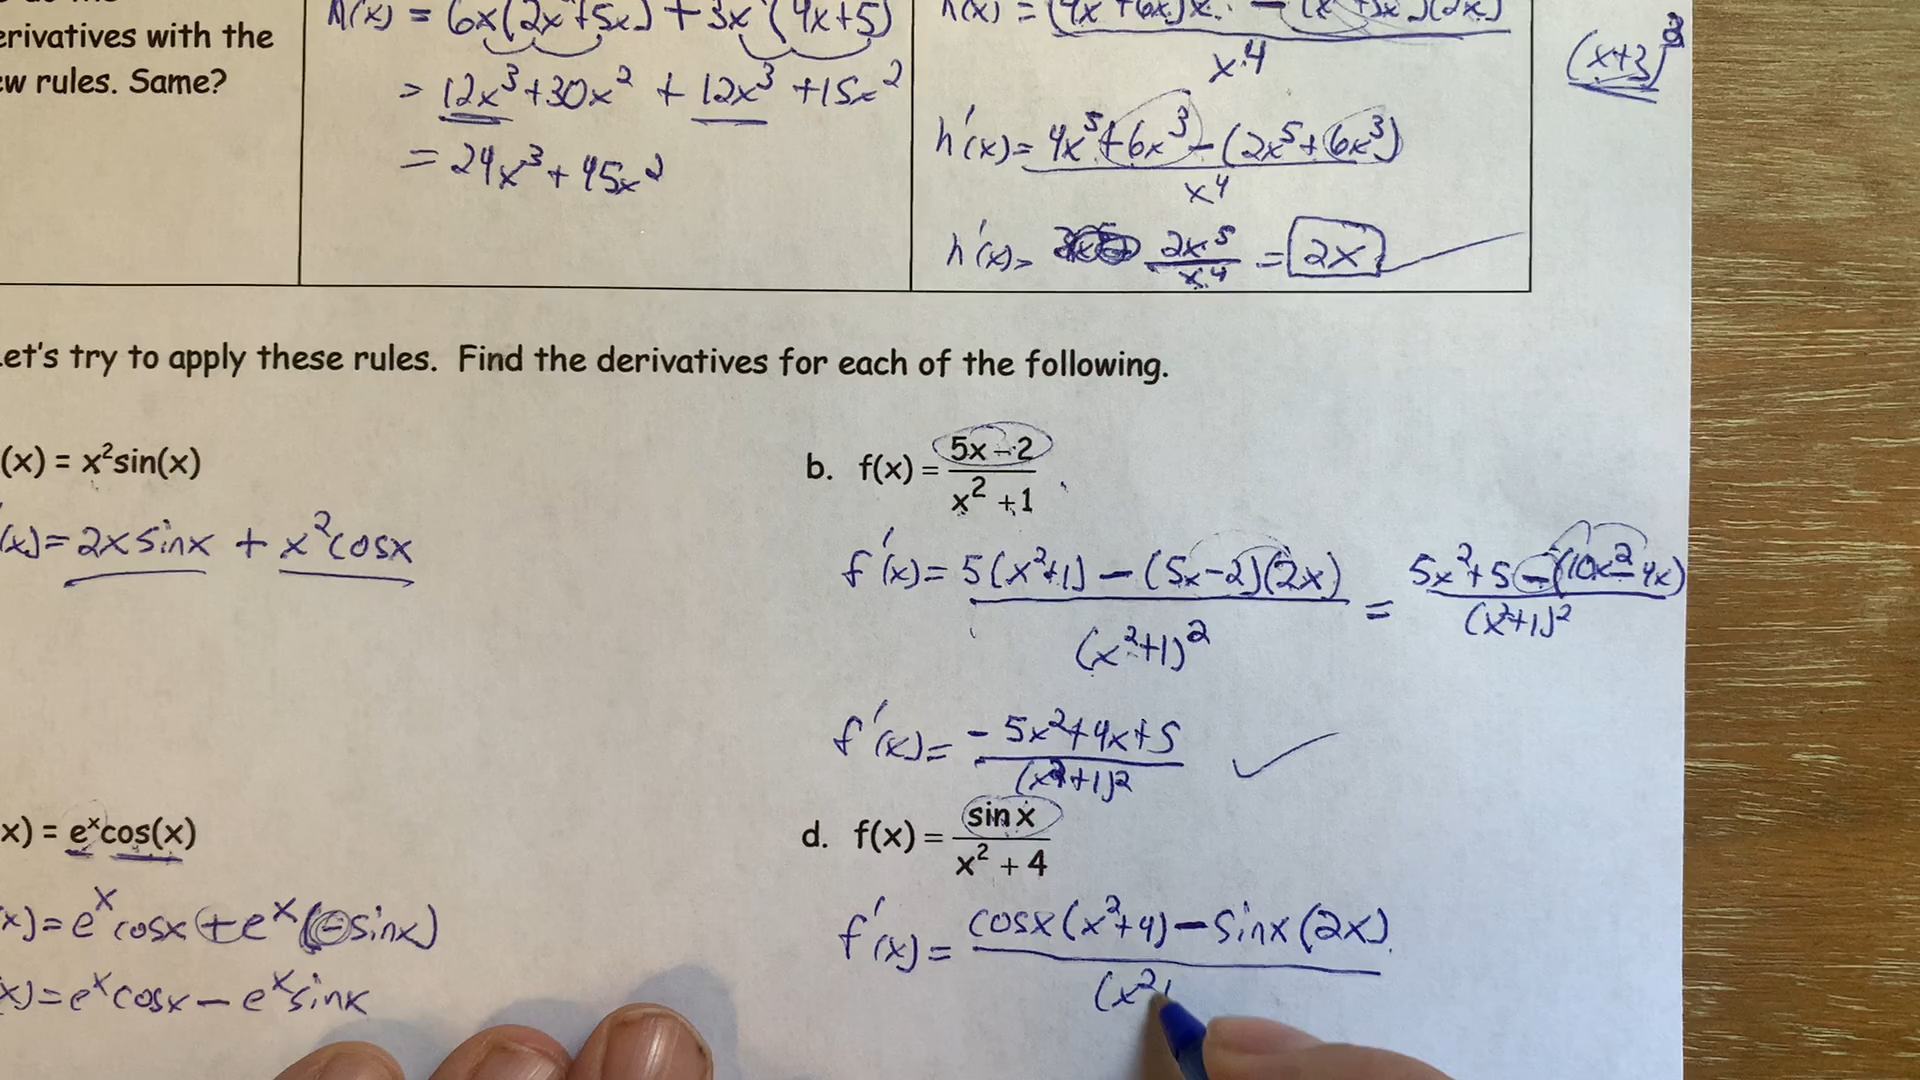 erivatives with the
ew rules. Same?
h'(x) = 6x(2x²+5x) + 3x²(4x+5)
= 12x³+30x² + 12x³ +15x²
= 24x³+45x²
x⁴
(x+3)
h'(x)= 4x⁵+6x³-(2x⁵+6x³)
x⁴
h'(x)= 2x⁵/x⁴ = 2x
Let's try to apply these rules. Find the derivatives for each of the following.
(x) = x²sin(x)
(x)= 2x sinx + x²cosx
b. f(x) = 5x-2
x² +1
f'(x)= 5(x²+1) - (5x-2)(2x)
(x²+1)²
= 5x²+5-(10x²-4x)
(x²+1)²
f'(x)= -5x²+4x+5
(x²+1)²
x) = eˣcos(x)
x)=eˣcosx+eˣ(-sinx)
x)=eˣcosx-eˣsinx
d. f(x) = sin x
x² + 4
f'(x)= cosx(x²+4)-sinx(2x)
(x²